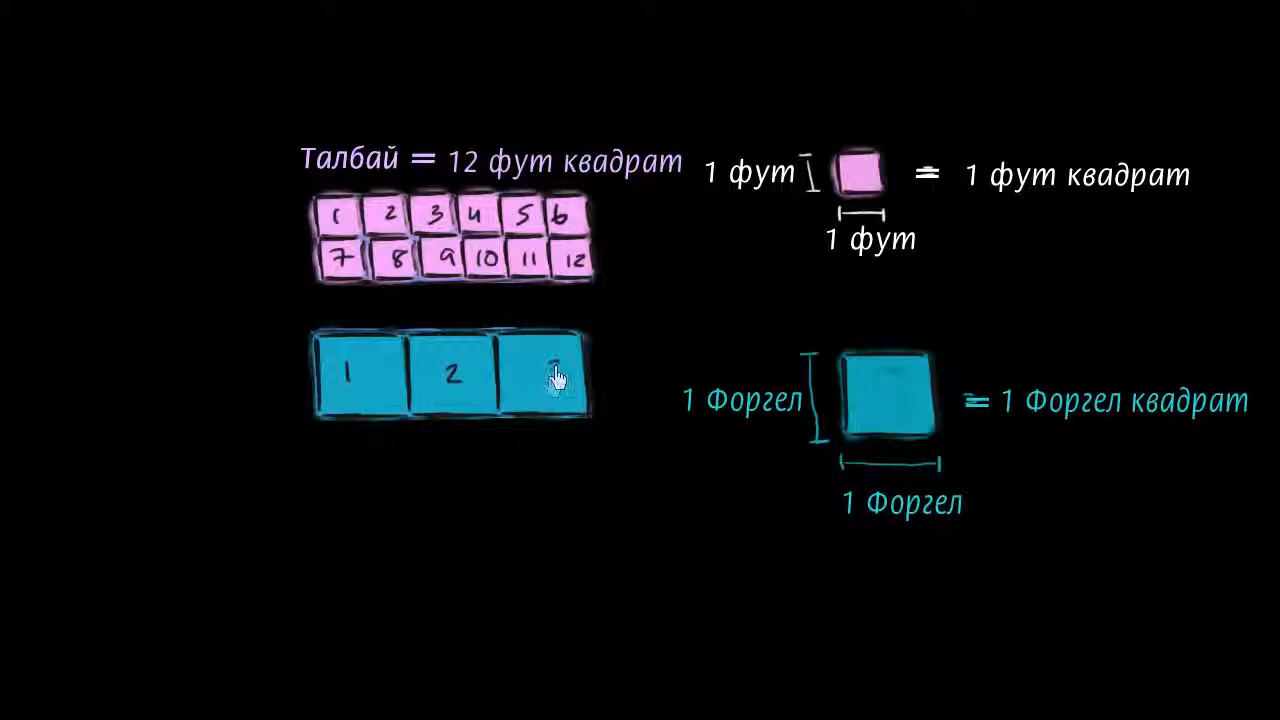 Талбай = 12 фут квадрат
1 2 3 4 5 6
7 8 9 10 11 12
1 фут = 1 фут квадрат
1 фут
1 2
1 Форгел = 1 Форгел квадрат
1 Форгел